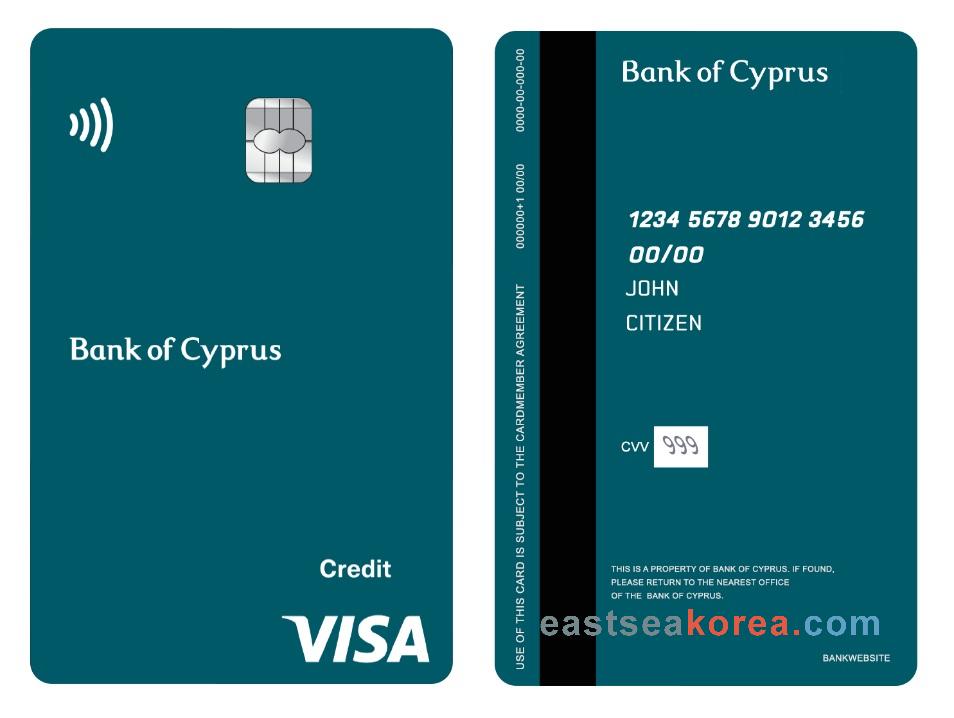 Bank of Cyprus
Credit
VISA
0000-00-000-00
000000+1 00/00
USE OF THIS CARD IS SUBJECT TO THE CARDMEMBER AGREEMENT
Bank of Cyprus
1234 5678 9012 3456
00/00
JOHN
CITIZEN
CVV 999
THIS IS A PROPERTY OF BANK OF CYPRUS. IF FOUND,
PLEASE RETURN TO THE NEAREST OFFICE
OF THE BANK OF CYPRUS.
eastseakorea.com
BANKWEBSITE